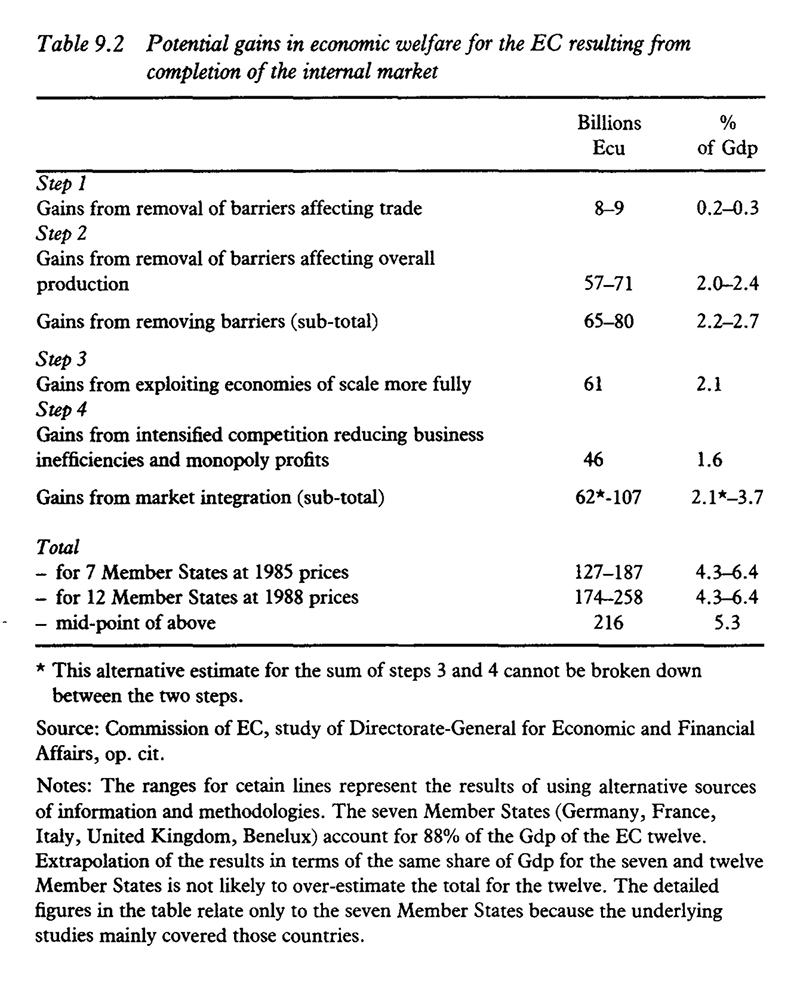 Table 9.2 Potential gains in economic welfare for the EC resulting from
completion of the internal market
Billions %
Ecu of Gdp
Step 1
Gains from removal of barriers affecting trade 8–9 0.2–0.3
Step 2
Gains from removal of barriers affecting overall
production 57–71 2.0–2.4
Gains from removing barriers (sub-total) 65–80 2.2–2.7
Step 3
Gains from exploiting economies of scale more fully 61 2.1
Step 4
Gains from intensified competition reducing business
inefficiencies and monopoly profits 46 1.6
Gains from market integration (sub-total) 62*-107 2.1*–3.7
Total
– for 7 Member States at 1985 prices 127–187 4.3–6.4
– for 12 Member States at 1988 prices 174–258 4.3–6.4
– mid-point of above 216 5.3
* This alternative estimate for the sum of steps 3 and 4 cannot be broken down
between the two steps.
Source: Commission of EC, study of Directorate-General for Economic and Financial
Affairs, op. cit.
Notes: The ranges for cetain lines represent the results of using alternative sources
of information and methodologies. The seven Member States (Germany, France,
Italy, United Kingdom, Benelux) account for 88% of the Gdp of the EC twelve.
Extrapolation of the results in terms of the same share of Gdp for the seven and twelve
Member States is not likely to over-estimate the total for the twelve. The detailed
figures in the table relate only to the seven Member States because the underlying
studies mainly covered those countries.